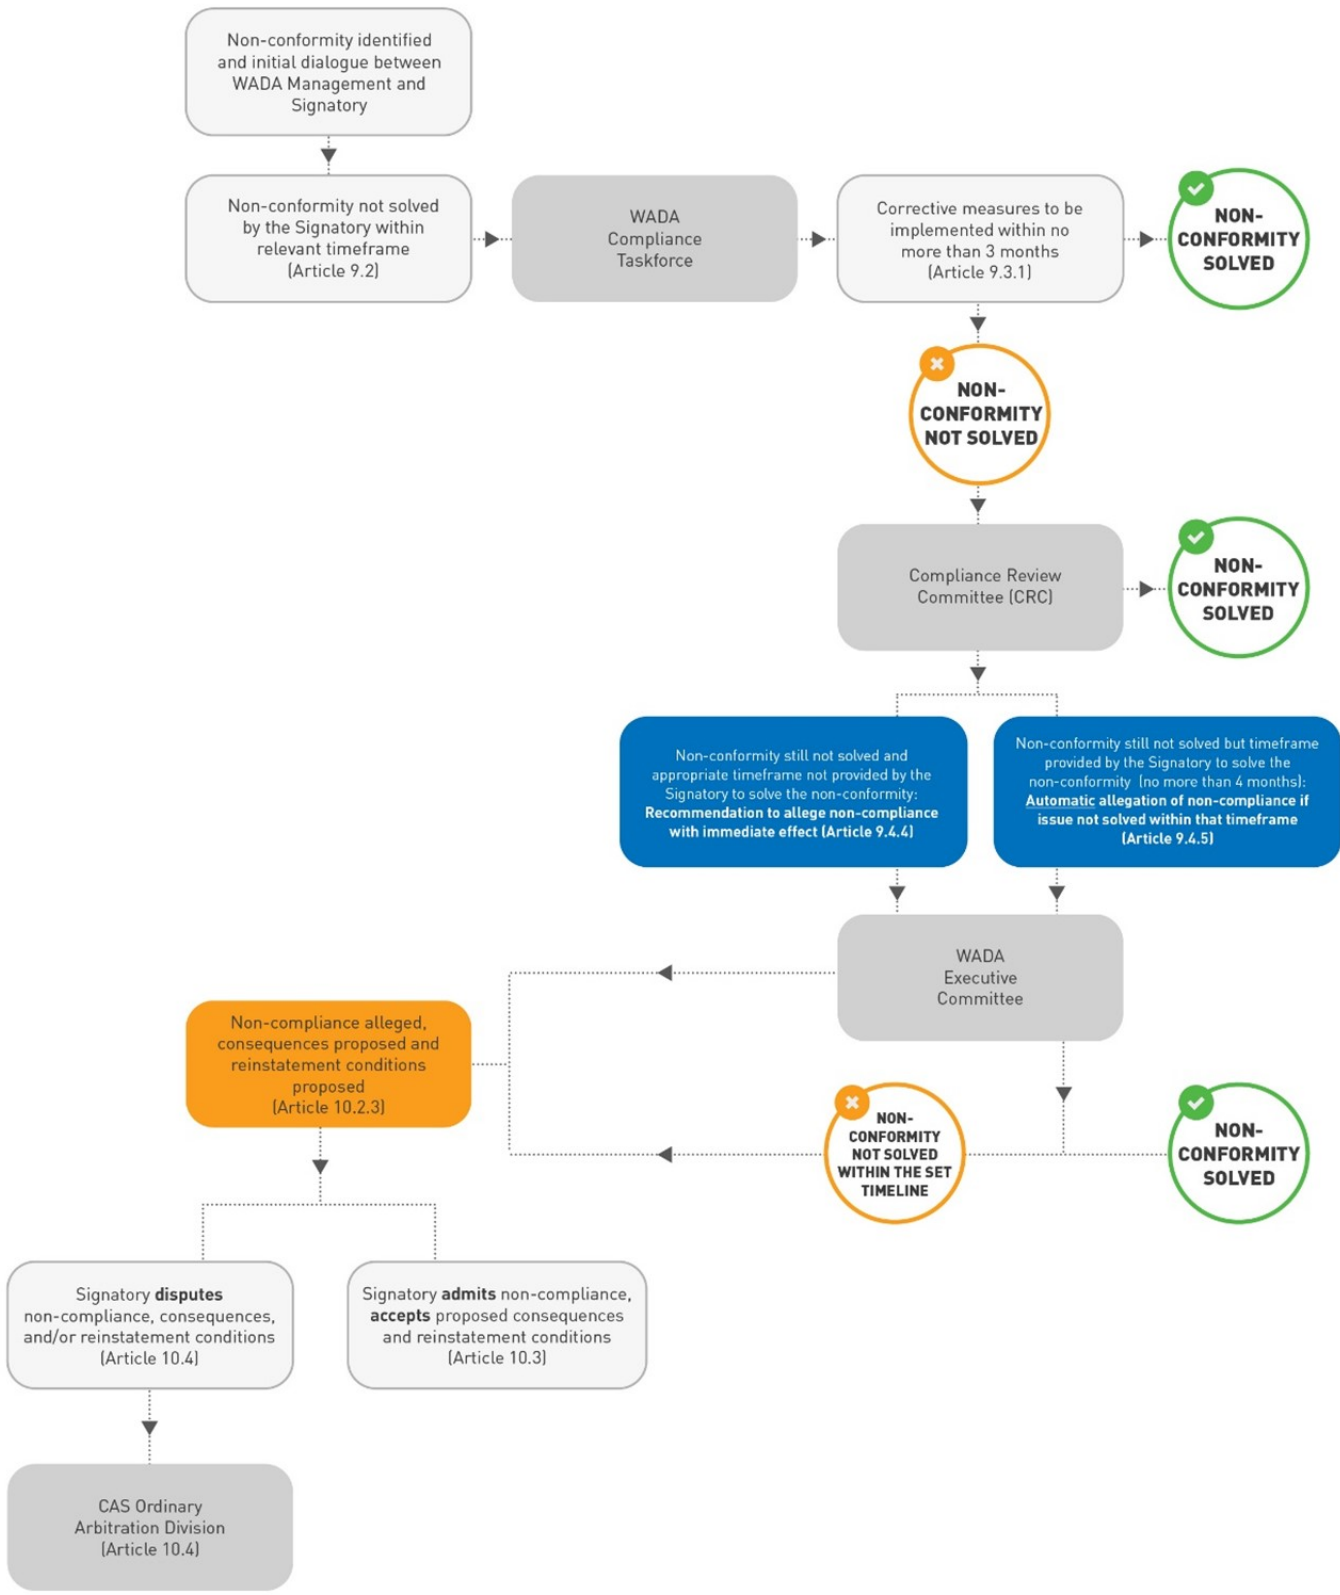 Non-conformity identified
and initial dialogue between
WADA Management and
Signatory
Non-conformity not solved
by the Signatory within
relevant timeframe
(Article 9.2)
WADA
Compliance
Taskforce
Corrective measures to be
implemented within no
more than 3 months
(Article 9.3.1)
NON-
CONFORMITY
SOLVED
NON-
CONFORMITY
NOT SOLVED
Compliance Review
Committee (CRC)
NON-
CONFORMITY
SOLVED
Non-conformity still not solved and
appropriate timeframe not provided by the
Signatory to solve the non-conformity:
Recommendation to allege non-compliance
with immediate effect (Article 9.4.4)
Non-conformity still not solved but timeframe
provided by the Signatory to solve the
non-conformity (no more than 4 months):
Automatic allegation of non-compliance if
issue not solved within that timeframe
(Article 9.4.5)
WADA
Executive
Committee
Non-compliance alleged,
consequences proposed and
reinstatement conditions
proposed
(Article 10.2.3)
NON-
CONFORMITY
NOT SOLVED
WITHIN THE SET
TIMELINE
NON-
CONFORMITY
SOLVED
Signatory disputes
non-compliance, consequences,
and/or reinstatement conditions
(Article 10.4)
Signatory admits non-compliance,
accepts proposed consequences
and reinstatement conditions
(Article 10.3)
CAS Ordinary
Arbitration Division
(Article 10.4)